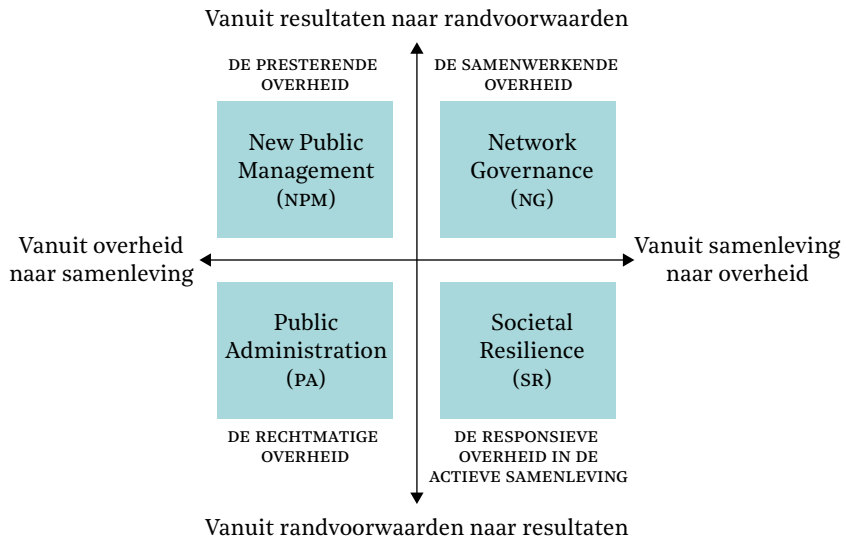 Vanuit resultaten naar randvoorwaarden
DE PRESTERENDE
OVERHEID
DE SAMENWERKENDE
OVERHEID
New Public
Management
(NPM)
Network
Governance
(NG)
Vanuit overheid
naar samenleving
Vanuit samenleving
naar overheid
Public
Administration
(PA)
Societal
Resilience
(SR)
DE RECHTMATIGE
OVERHEID
DE RESPONSIEVE
OVERHEID IN DE
ACTIEVE SAMENLEVING
Vanuit randvoorwaarden naar resultaten